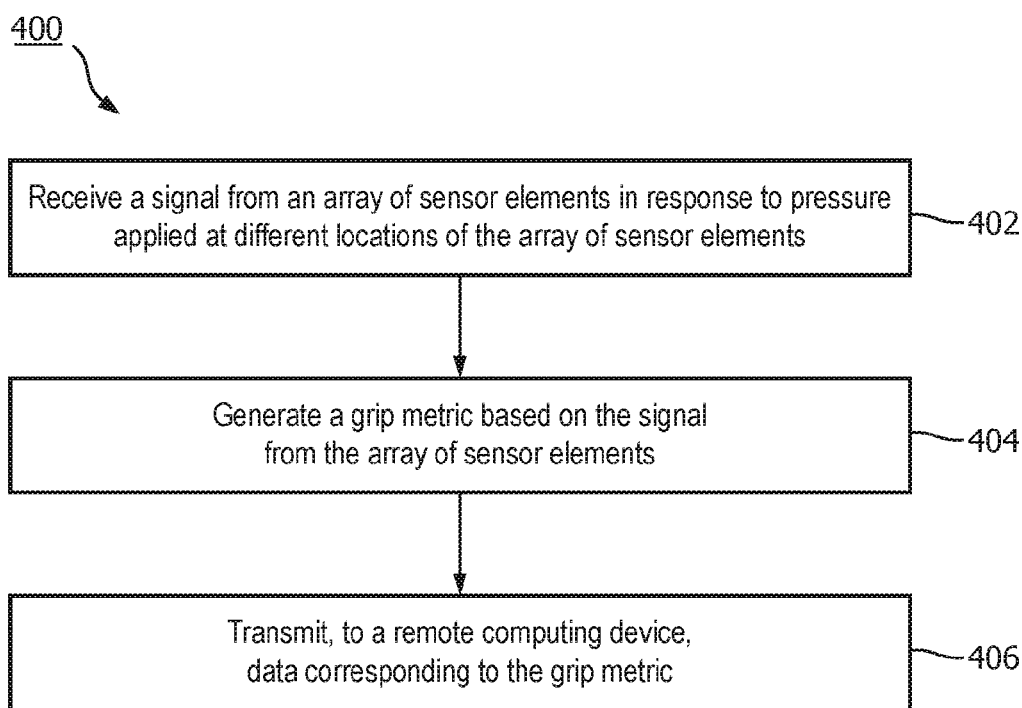 400
Receive a signal from an array of sensor elements in response to pressure
applied at different locations of the array of sensor elements
402
Generate a grip metric based on the signal
from the array of sensor elements
404
Transmit, to a remote computing device,
data corresponding to the grip metric
406